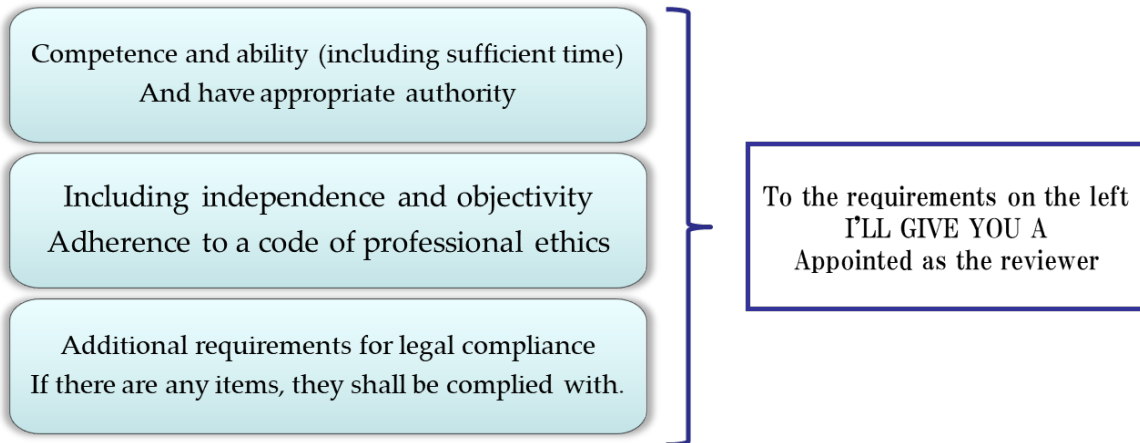 Competence and ability (including sufficient time)
And have appropriate authority
Including independence and objectivity
Adherence to a code of professional ethics
Additional requirements for legal compliance
If there are any items, they shall be complied with.
To the requirements on the left
I’LL GIVE YOU A
Appointed as the reviewer